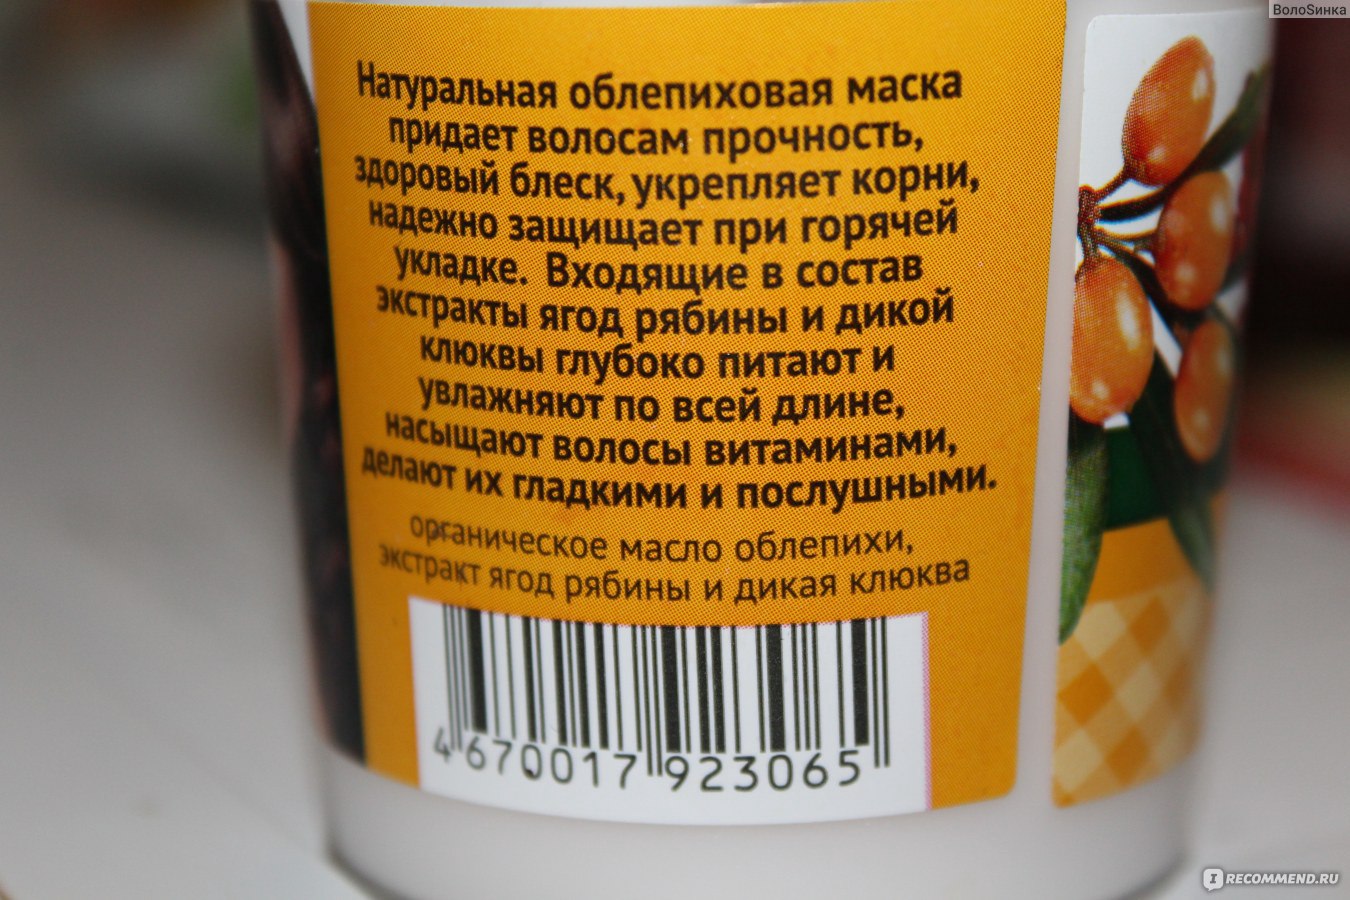 ВолоSинка
Натуральная облепиховая маска
придает волосам прочность,
здоровый блеск, укрепляет корни,
надежно защищает при горячей
укладке. Входящие в состав
экстракты ягод рябины и дикой
клюквы глубоко питают и
увлажняют по всей длине,
насыщают волосы витаминами,
делают их гладкими и послушными.
органическое масло облепихи,
экстракт ягод рябины и дикая клюква
4 670017 923065
I RECOMMEND.RU